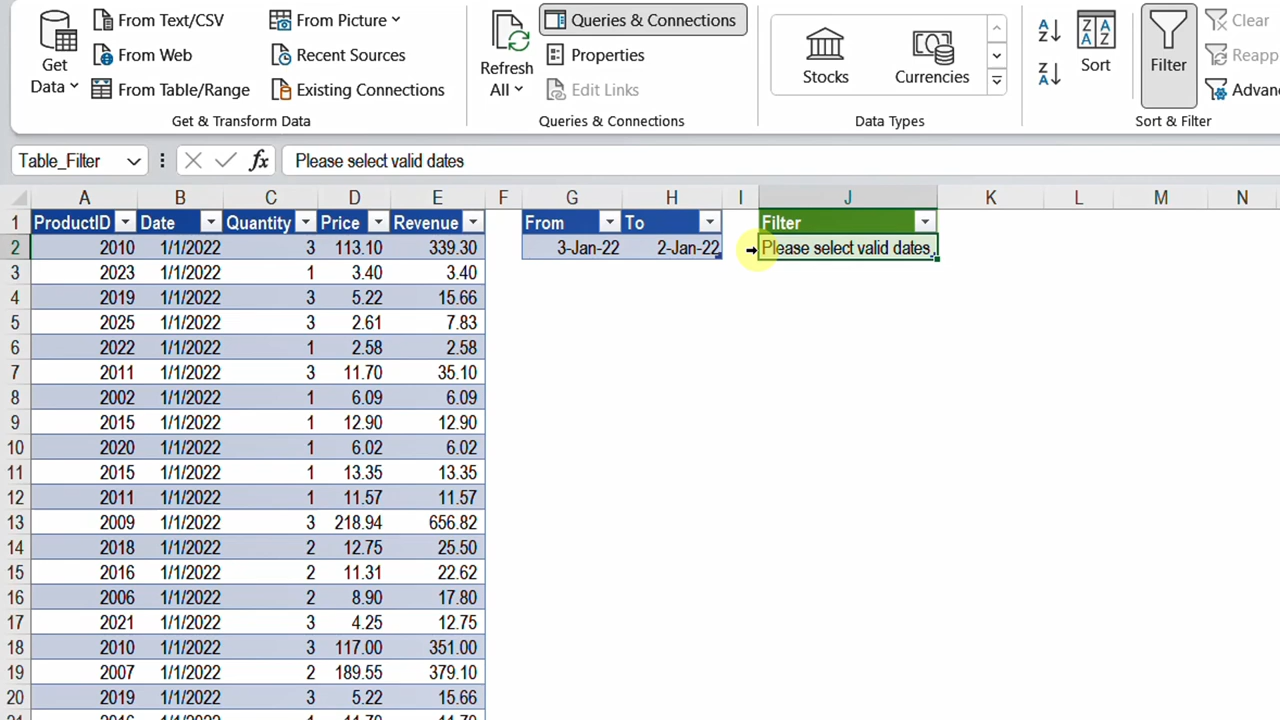 Get Data
From Text/CSV
From Web
From Table/Range
From Picture
Recent Sources
Existing Connections
Get & Transform Data
Refresh All
Queries & Connections
Properties
Edit Links
Queries & Connections
Stocks
Currencies
Data Types
Sort
Filter
Clear
Sort & Filter
Table_Filter fx Please select valid dates
A B C D E F G H I J K L M N
1 ProductID Date Quantity Price Revenue From To Filter
2 2010 1/1/2022 3 113.10 339.30 3-Jan-22 2-Jan-22 Please select valid dates
3 2023 1/1/2022 1 3.40 3.40
4 2019 1/1/2022 3 5.22 15.66
5 2025 1/1/2022 3 2.61 7.83
6 2022 1/1/2022 1 2.58 2.58
7 2011 1/1/2022 3 11.70 35.10
8 2002 1/1/2022 1 6.09 6.09
9 2015 1/1/2022 1 12.90 12.90
10 2020 1/1/2022 1 6.02 6.02
11 2015 1/1/2022 1 13.35 13.35
12 2011 1/1/2022 1 11.57 11.57
13 2009 1/1/2022 3 218.94 656.82
14 2018 1/1/2022 2 12.75 25.50
15 2016 1/1/2022 2 11.31 22.62
16 2006 1/1/2022 2 8.90 17.80
17 2021 1/1/2022 3 4.25 12.75
18 2010 1/1/2022 3 117.00 351.00
19 2007 1/1/2022 2 189.55 379.10
20 2019 1/1/2022 3 5.22 15.66